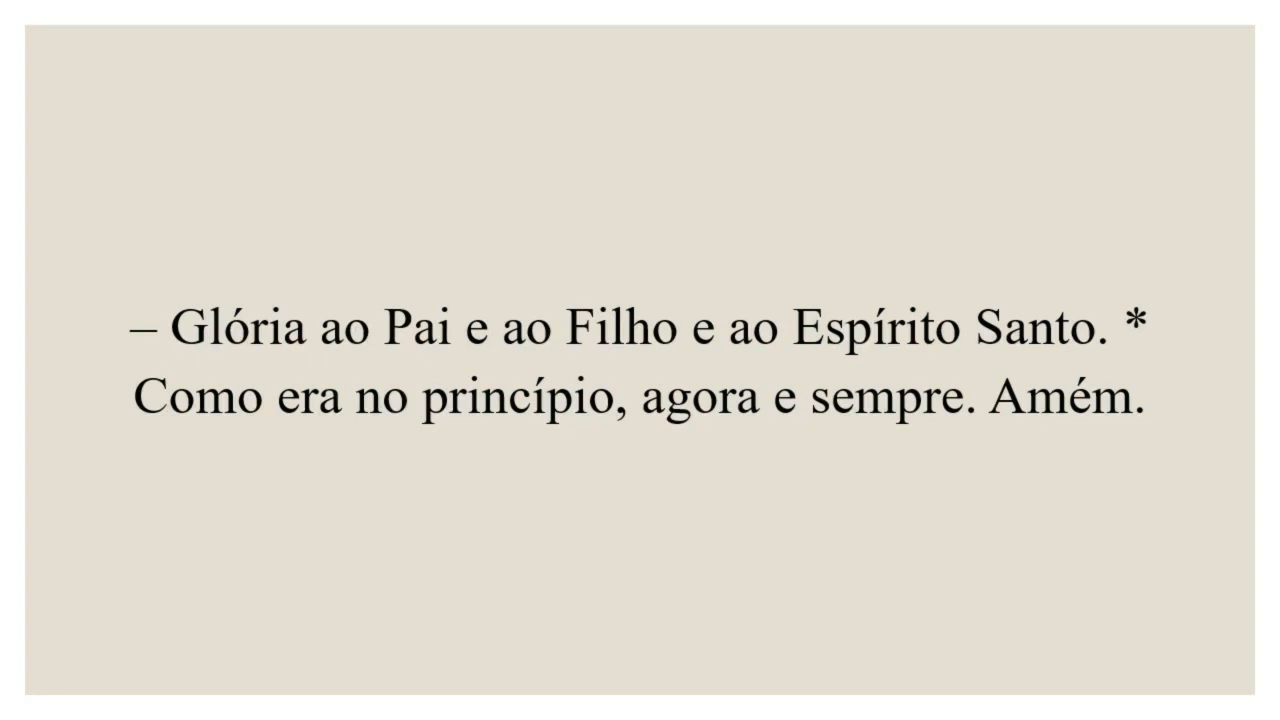 – Glória ao Pai e ao Filho e ao Espírito Santo. *
Como era no princípio, agora e sempre. Amém.